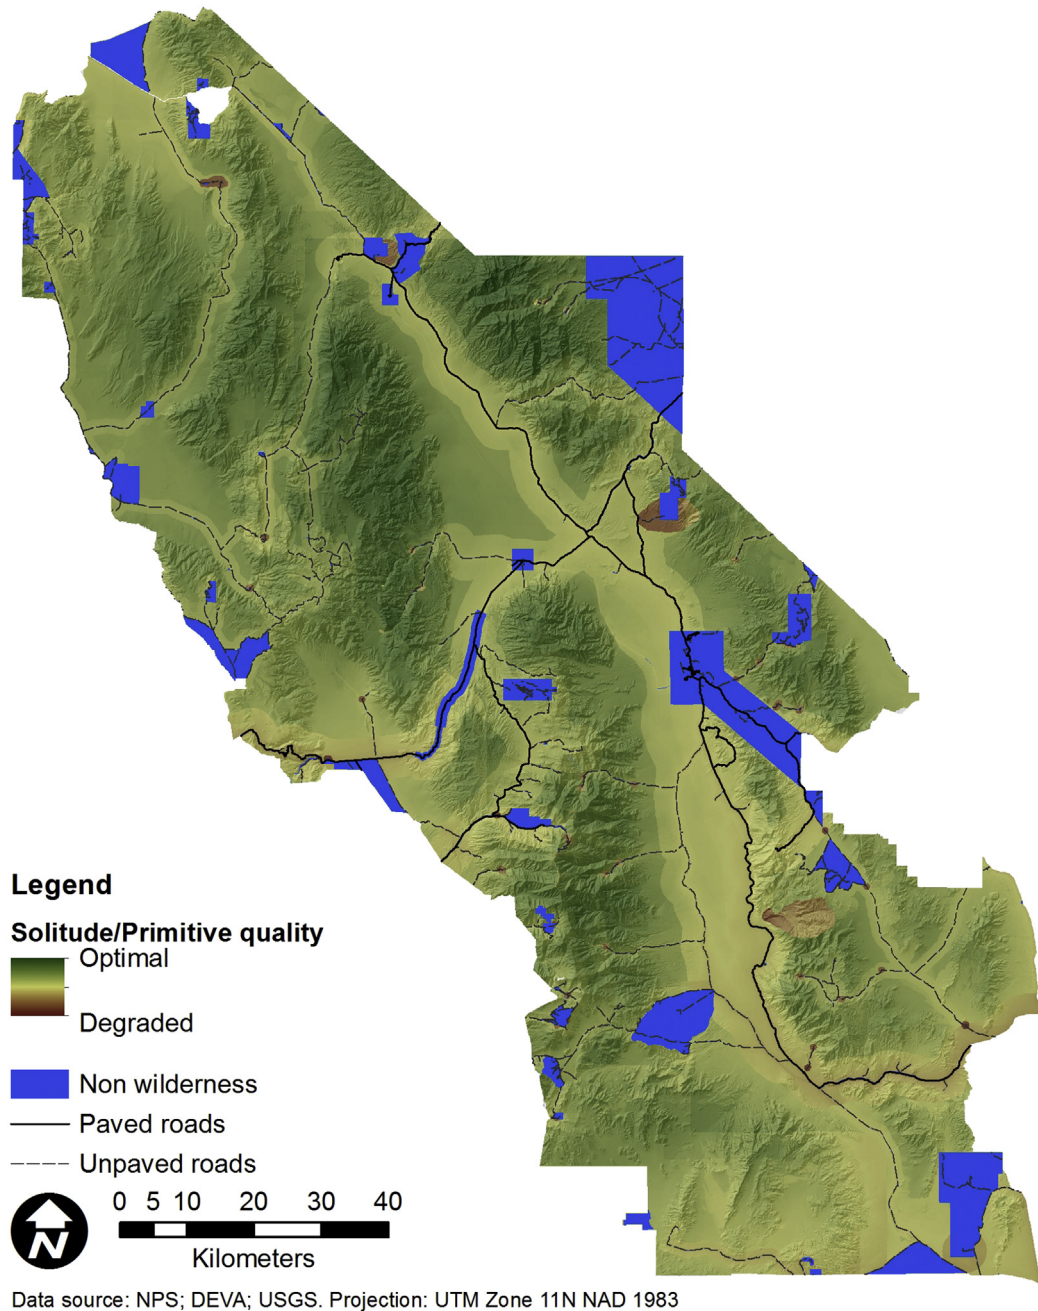 Legend
Solitude/Primitive quality
Optimal
Degraded
Non wilderness
Paved roads
Unpaved roads
N
0 5 10 20 30 40
Kilometers
Data source: NPS; DEVA; USGS. Projection: UTM Zone 11N NAD 1983